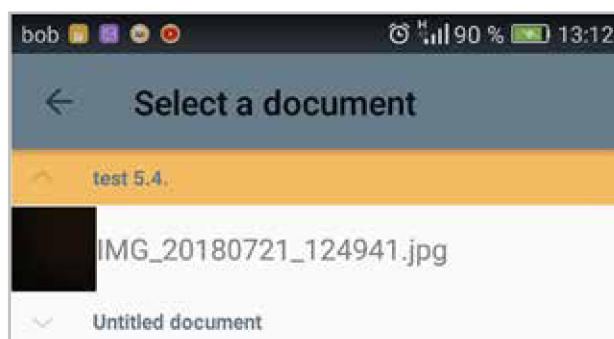 bob 90 % 13:12
Select a document
test 5.4.
IMG_20180721_124941.jpg
Untitled document